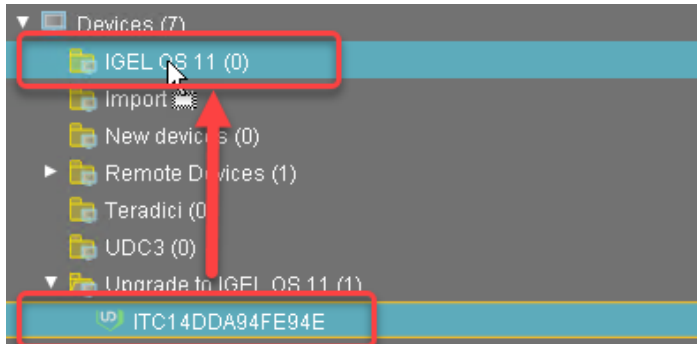 Devices (7)
IGEL OS 11 (0)
Import
New devices (0)
Remote Devices (1)
Teradici (0
UDC3 (0)
Upgrade to IGEL OS 11 (1)
UD ITC14DDA94FE94E